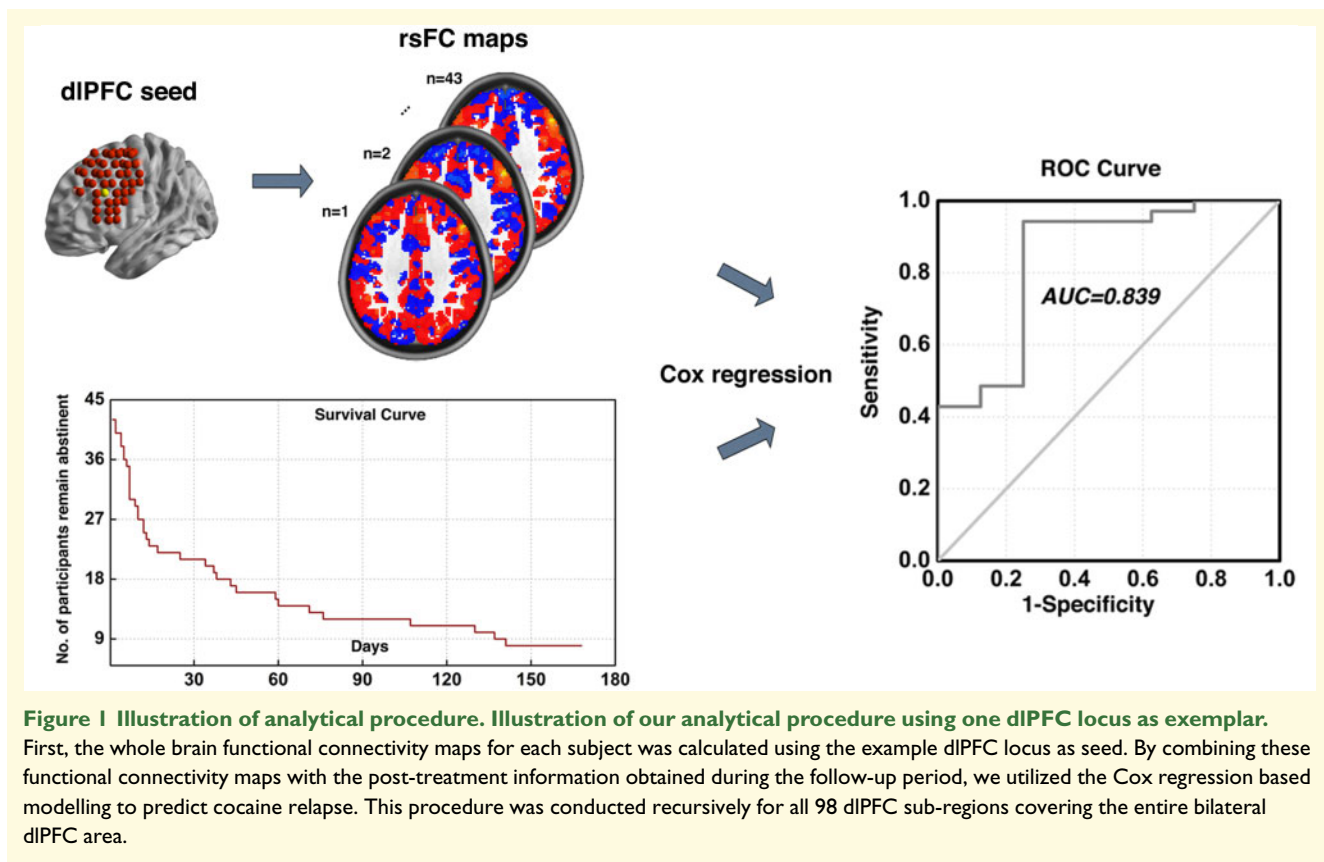 rsFC maps
dlPFC seed
n=43
n=2
n=1
...
ROC Curve
1.0
0.8
0.6
0.4
0.2
0.0
Sensitivity
AUC=0.839
0.0 0.2 0.4 0.6 0.8 1.0
1-Specificity
Cox regression
45
36
27
18
9
No. of participants remain abstinent
Survival Curve
Days
30 60 90 120 150 180
Figure 1 Illustration of analytical procedure. Illustration of our analytical procedure using one dlPFC locus as exemplar.
First, the whole brain functional connectivity maps for each subject was calculated using the example dlPFC locus as seed. By combining these
functional connectivity maps with the post-treatment information obtained during the follow-up period, we utilized the Cox regression based
modelling to predict cocaine relapse. This procedure was conducted recursively for all 98 dlPFC sub-regions covering the entire bilateral
dlPFC area.